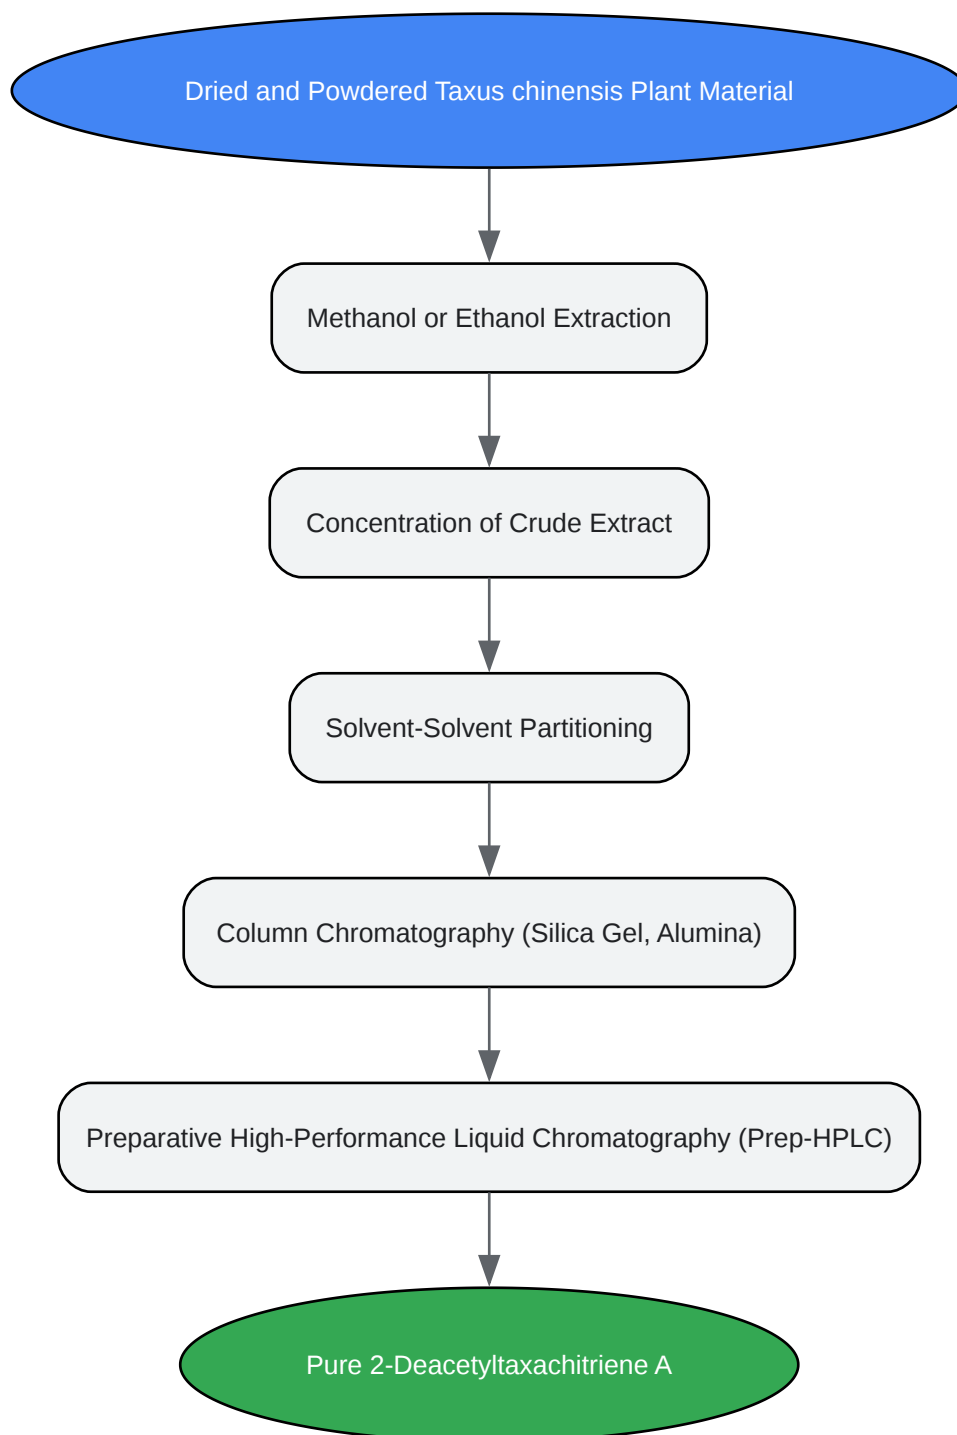 Dried and Powdered Taxus chinensis Plant Material
Methanol or Ethanol Extraction
Concentration of Crude Extract
Solvent-Solvent Partitioning
Column Chromatography (Silica Gel, Alumina)
Preparative High-Performance Liquid Chromatography (Prep-HPLC)
Pure 2-Deacetyltaxachitriene A